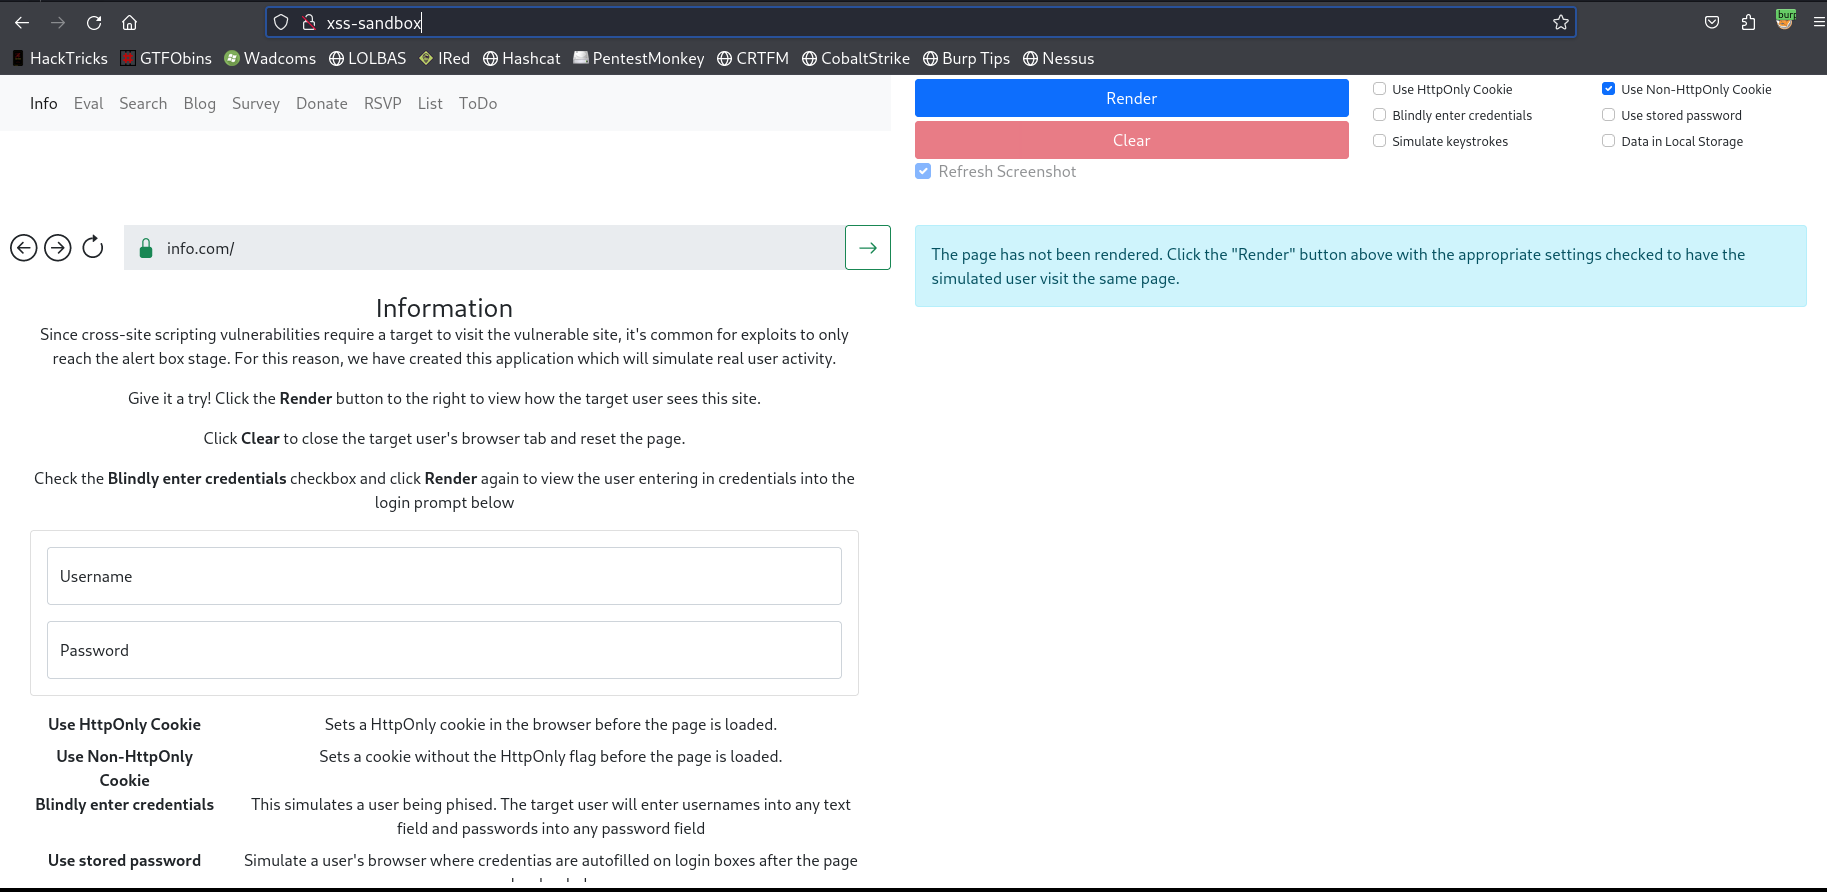 xss-sandbox
burp
HackTricks GTFObins Wadcoms LOLBAS IRed Hashcat PentestMonkey CRTFM CobaltStrike Burp Tips Nessus
Info Eval Search Blog Survey Donate RSVP List ToDo
Render
Clear
Refresh Screenshot
Use HttpOnly Cookie
Use Non-HttpOnly Cookie
Blindly enter credentials
Use stored password
Simulate keystrokes
Data in Local Storage
info.com/
The page has not been rendered. Click the "Render" button above with the appropriate settings checked to have the
simulated user visit the same page.
Information
Since cross-site scripting vulnerabilities require a target to visit the vulnerable site, it's common for exploits to only
reach the alert box stage. For this reason, we have created this application which will simulate real user activity.
Give it a try! Click the Render button to the right to view how the target user sees this site.
Click Clear to close the target user's browser tab and reset the page.
Check the Blindly enter credentials checkbox and click Render again to view the user entering in credentials into the
login prompt below
Username
Password
Use HttpOnly Cookie
Sets a HttpOnly cookie in the browser before the page is loaded.
Use Non-HttpOnly
Cookie
Sets a cookie without the HttpOnly flag before the page is loaded.
Blindly enter credentials
This simulates a user being phised. The target user will enter usernames into any text
field and passwords into any password field
Use stored password
Simulate a user's browser where credentias are autofilled on login boxes after the page